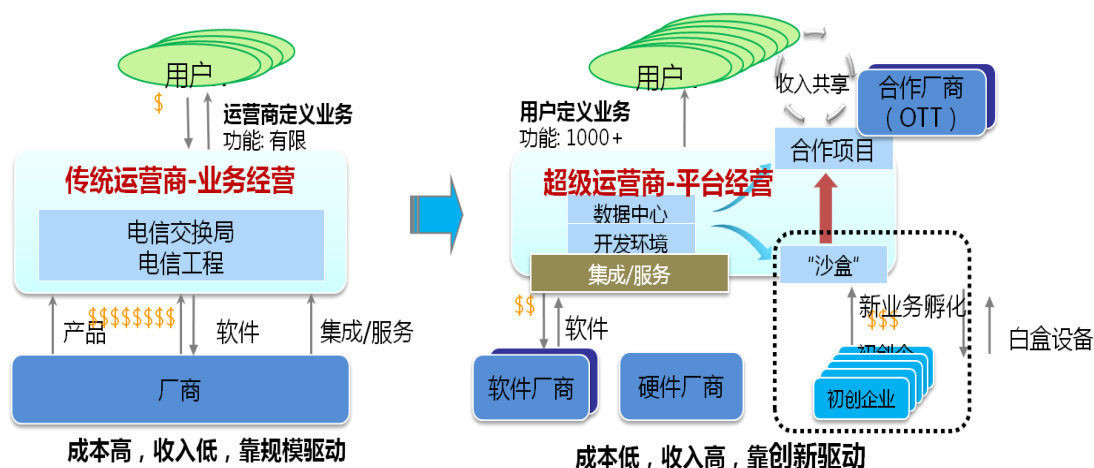 用户
$
运营商定义业务
功能: 有限
传统运营商-业务经营
电信交换局
电信工程
产品
$$$$$$$$
软件
集成/服务
厂商
成本高，收入低，靠规模驱动
用户
收入共享
合作厂商
（OTT）
用户定义业务
功能: 1000+
合作项目
超级运营商-平台经营
数据中心
开发环境
"沙盒"
集成/服务
$$
软件
新业务孵化
$$$
白盒设备
初创企
软件厂商
硬件厂商
初创企业
成本低，收入高，靠创新驱动